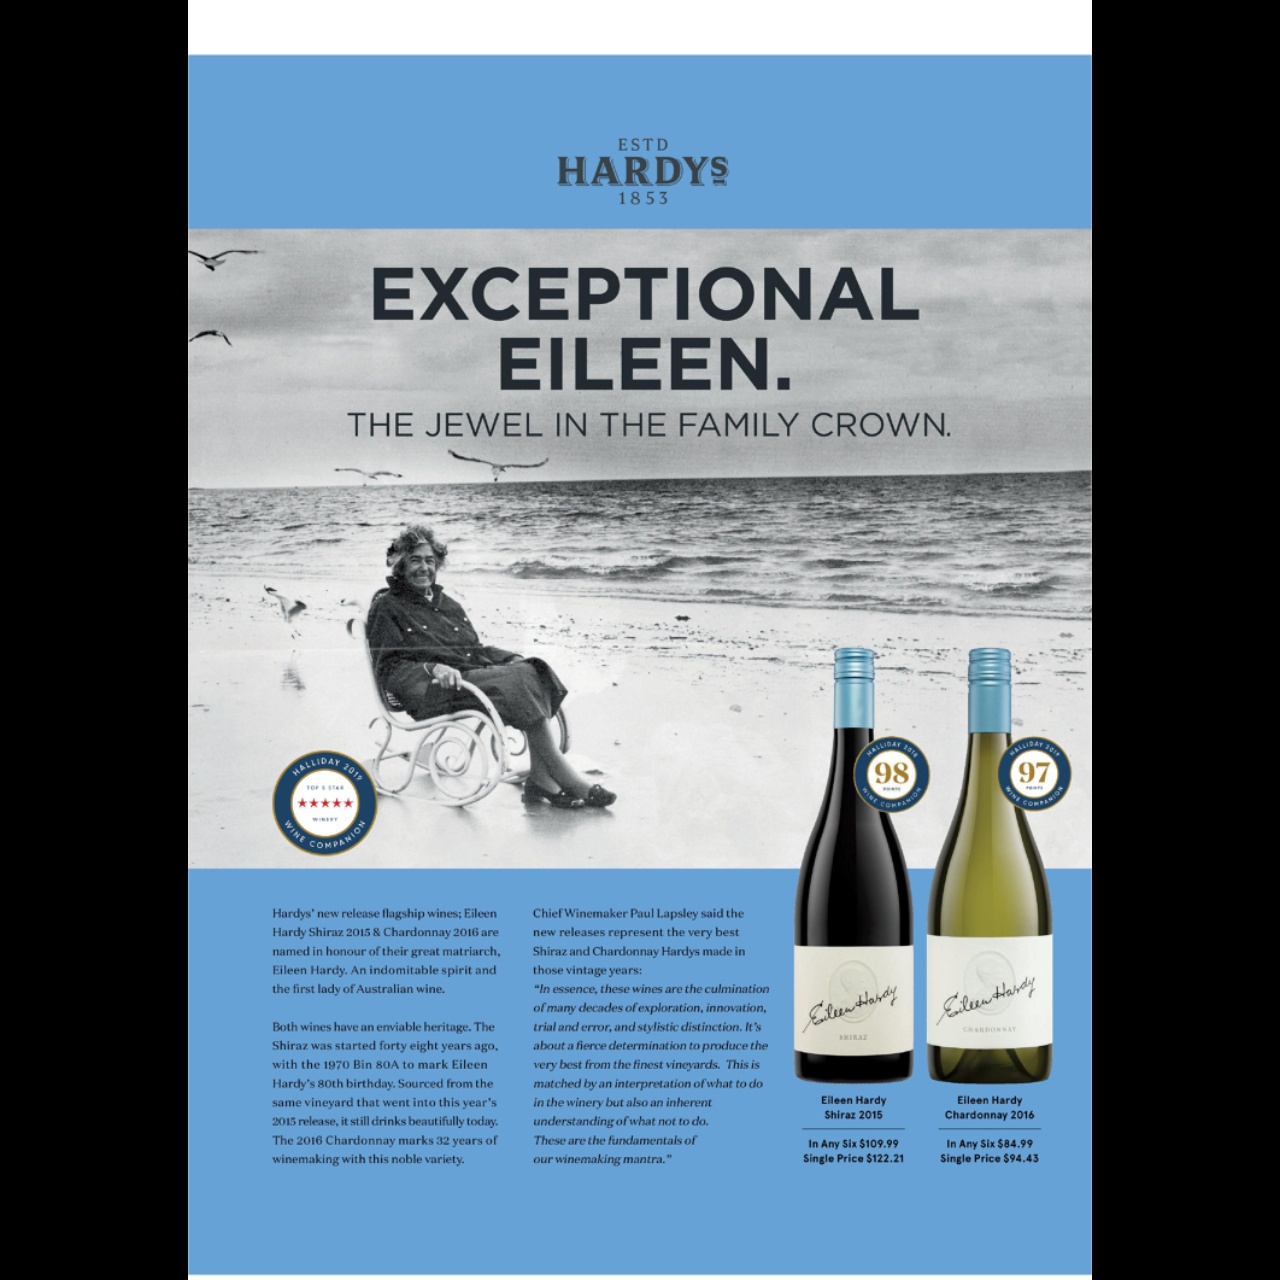 ESTD
HARDYS
1853
EXCEPTIONAL
EILEEN.
THE JEWEL IN THE FAMILY CROWN.
HALLIDAY 2019
TOP 5 STAR
WINERY
WINE COMPANION
HALLIDAY 2018
98
POINTS
WINE COMPANION
HALLIDAY 2019
97
POINTS
WINE COMPANION
Hardys' new release flagship wines; Eileen
Hardy Shiraz 2015 & Chardonnay 2016 are
named in honour of their great matriarch,
Eileen Hardy. An indomitable spirit and
the first lady of Australian wine.
Both wines have an enviable heritage. The
Shiraz was started forty eight years ago,
with the 1970 Bin 80A to mark Eileen
Hardy's 80th birthday. Sourced from the
same vineyard that went into this year's
2015 release, it still drinks beautifully today.
The 2016 Chardonnay marks 32 years of
winemaking with this noble variety.
Chief Winemaker Paul Lapsley said the
new releases represent the very best
Shiraz and Chardonnay Hardys made in
those vintage years:
“In essence, these wines are the culmination
of many decades of exploration, innovation,
trial and error, and stylistic distinction. It's
about a fierce determination to produce the
very best from the finest vineyards. This is
matched by an interpretation of what to do
in the winery but also an inherent
understanding of what not to do.
These are the fundamentals of
our winemaking mantra.”
Eileen Hardy
SHIRAZ
Eileen Hardy
CHARDONNAY
Eileen Hardy
Shiraz 2015
In Any Six $109.99
Single Price $122.21
Eileen Hardy
Chardonnay 2016
In Any Six $84.99
Single Price $94.43